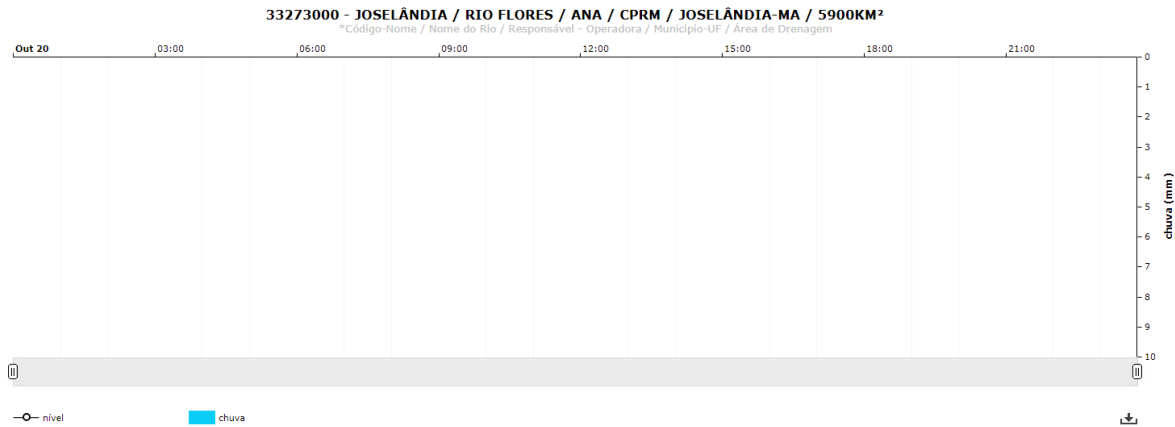 33273000 - JOSELÂNDIA / RIO FLORES / ANA / CPRM / JOSELÂNDIA-MA / 5900KM²
*Código-Nome / Nome do Rio / Responsável - Operadora / Município-UF / Área de Drenagem
Out 20 03:00 06:00 09:00 12:00 15:00 18:00 21:00
0
1
2
3
4
5
6
7
8
9
10
chuva (mm)
nível chuva